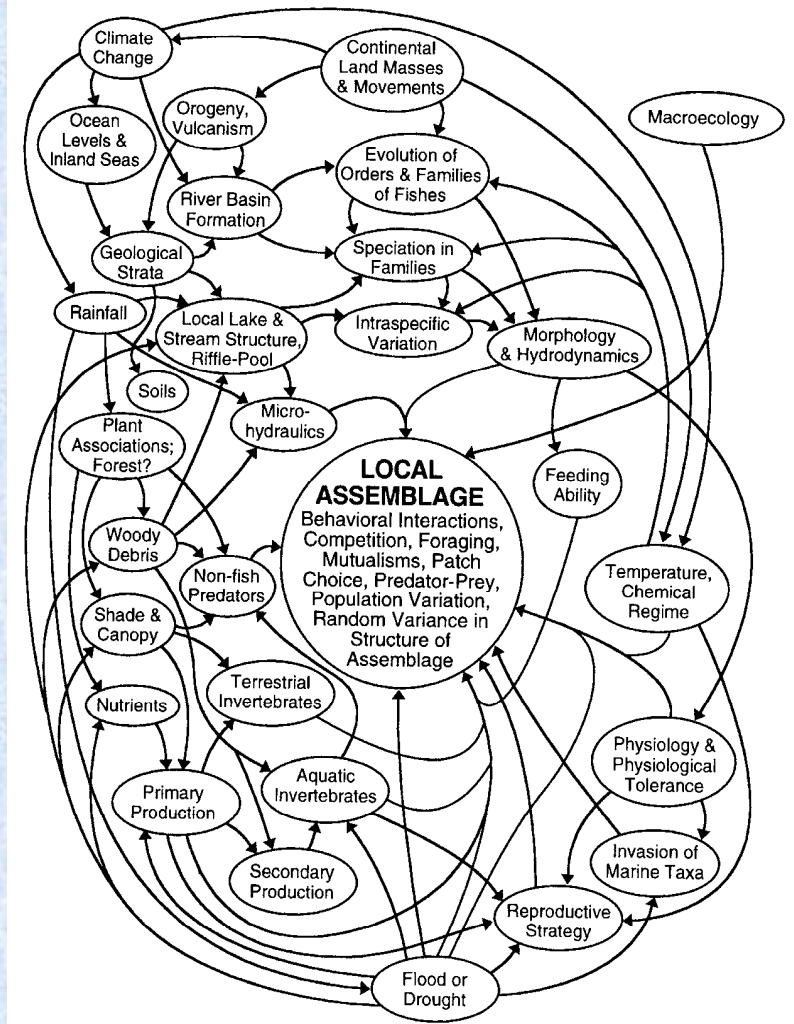 Climate
Change
Continental
Land Masses
& Movements
Macroecology
Ocean
Levels &
Inland Seas
Orogeny,
Vulcanism
Evolution of
Orders & Families
of Fishes
River Basin
Formation
Geological
Strata
Speciation in
Families
Rainfall
Local Lake &
Stream Structure,
Riffle-Pool
Intraspecific
Variation
Morphology
& Hydrodynamics
Soils
Micro-
hydraulics
Plant
Associations;
Forest?
LOCAL
ASSEMBLAGE
Behavioral Interactions,
Competition, Foraging,
Mutualisms, Patch
Choice, Predator-Prey,
Population Variation,
Random Variance in
Structure of
Assemblage
Feeding
Ability
Woody
Debris
Non-fish
Predators
Temperature,
Chemical
Regime
Shade &
Canopy
Terrestrial
Invertebrates
Nutrients
Physiology &
Physiological
Tolerance
Primary
Production
Aquatic
Invertebrates
Secondary
Production
Invasion of
Marine Taxa
Reproductive
Strategy
Flood or
Drought